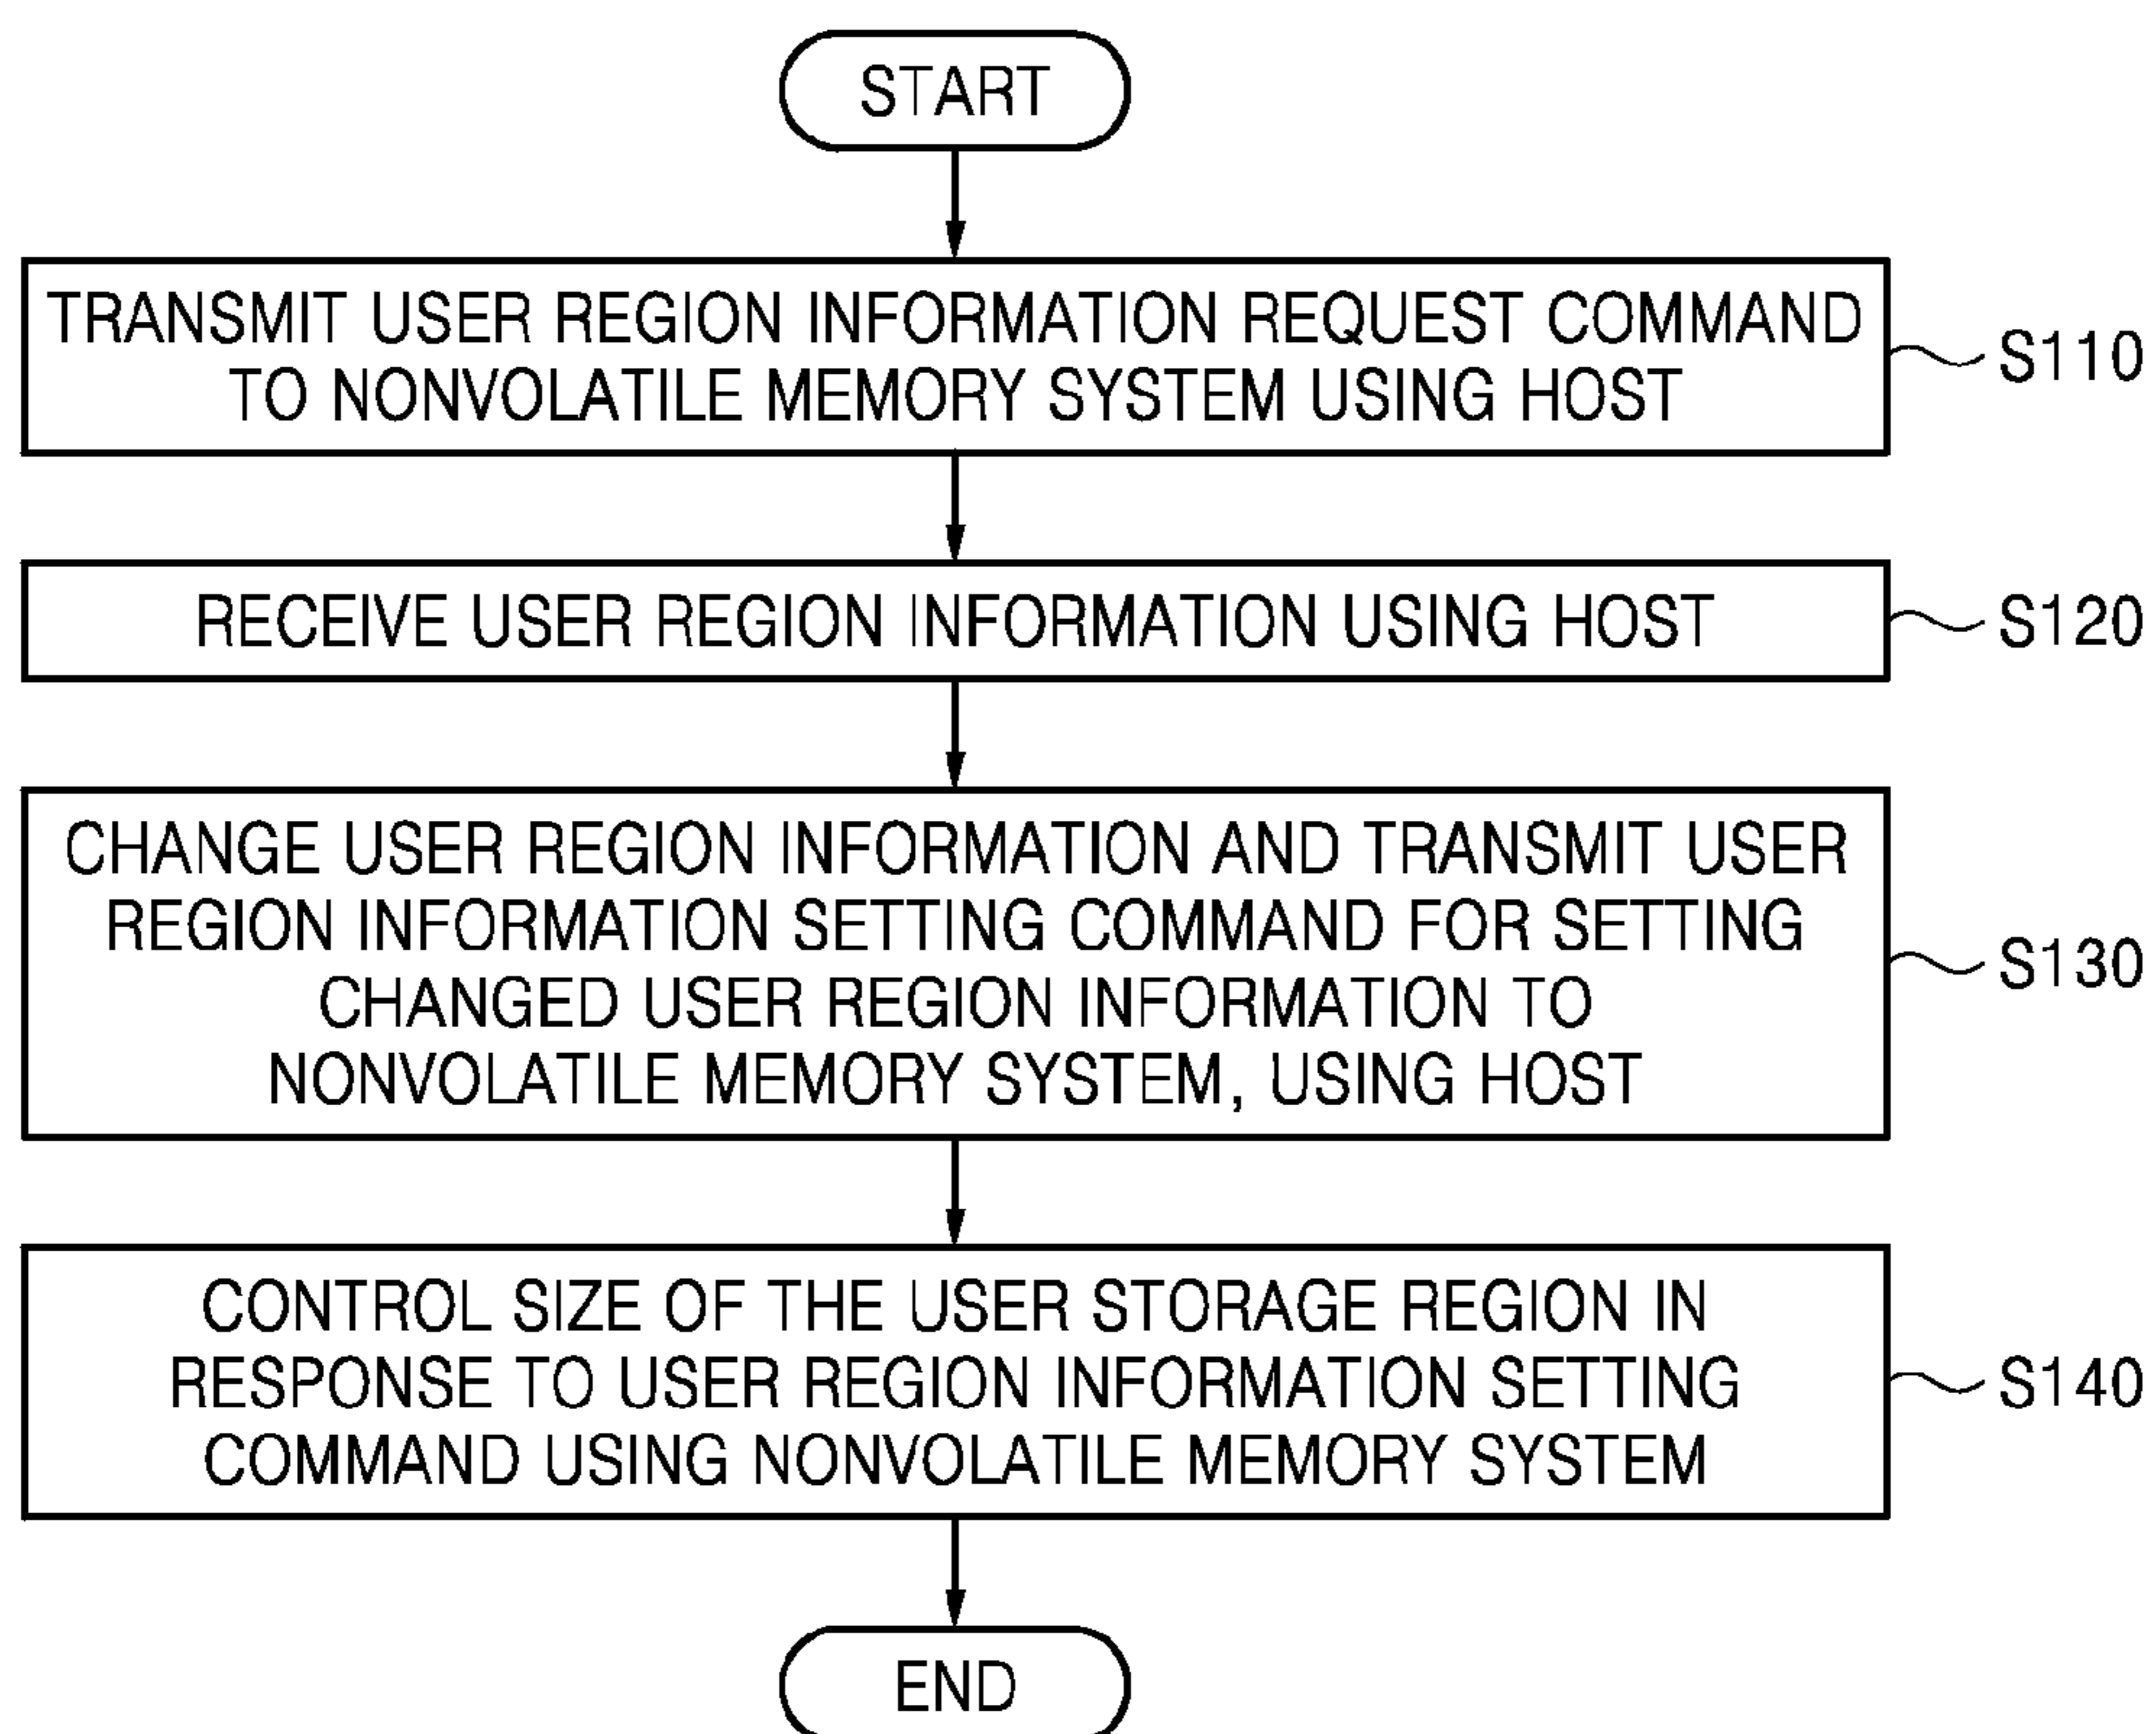 START
TRANSMIT USER REGION INFORMATION REQUEST COMMAND
TO NONVOLATILE MEMORY SYSTEM USING HOST
S110
RECEIVE USER REGION INFORMATION USING HOST
S120
CHANGE USER REGION INFORMATION AND TRANSMIT USER
REGION INFORMATION SETTING COMMAND FOR SETTING
CHANGED USER REGION INFORMATION TO
NONVOLATILE MEMORY SYSTEM, USING HOST
S130
CONTROL SIZE OF THE USER STORAGE REGION IN
RESPONSE TO USER REGION INFORMATION SETTING
COMMAND USING NONVOLATILE MEMORY SYSTEM
S140
END